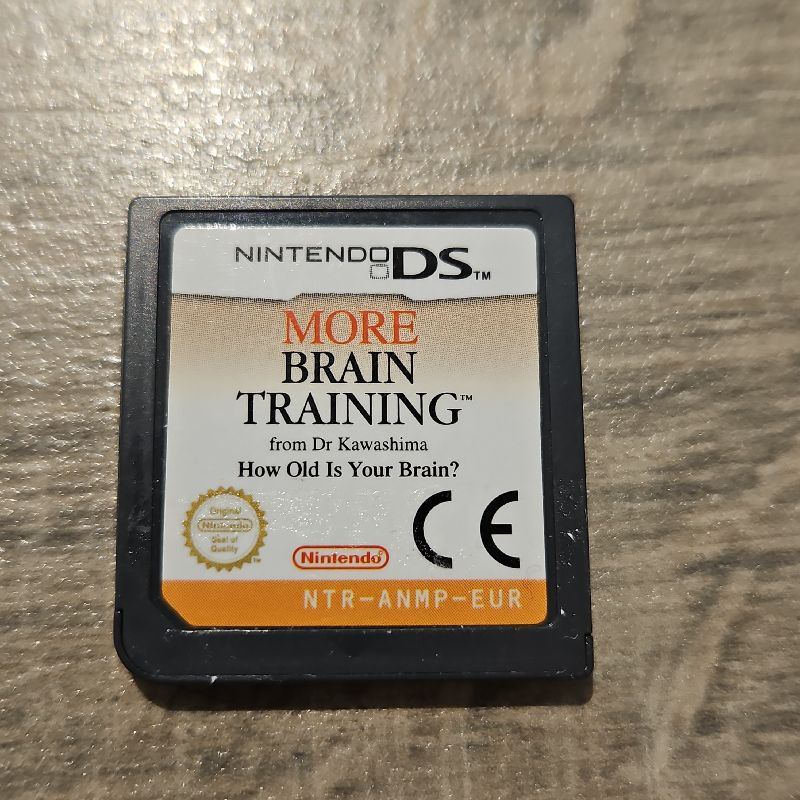 NINTENDO DS™
MORE
BRAIN
TRAINING™
from Dr Kawashima
How Old Is Your Brain?
Original
Nintendo
Seal of
Quality
™
Nintendo®
CE
NTR-ANMP-EUR